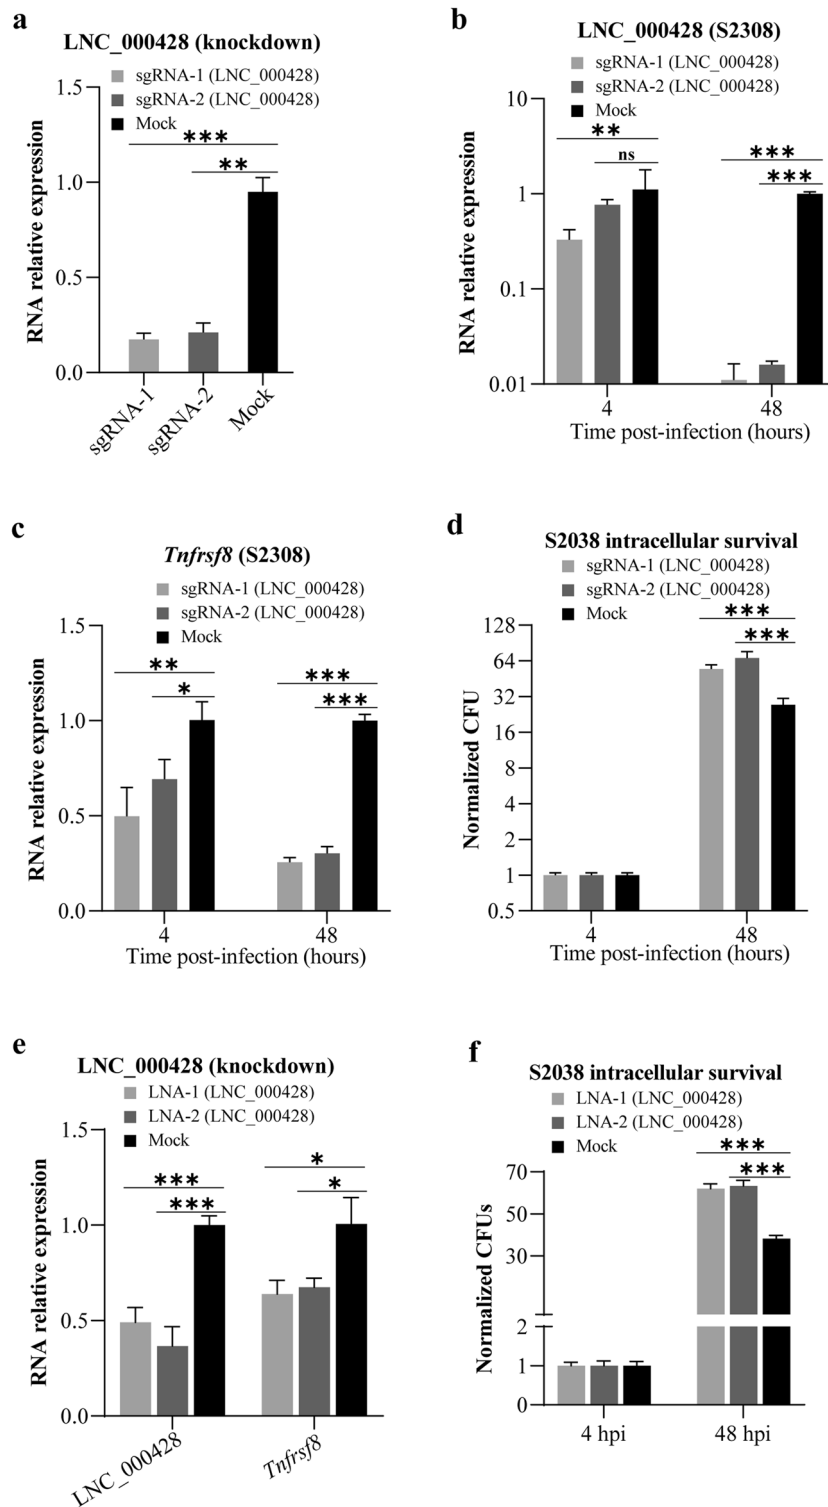 a
LNC_000428 (knockdown)
sgRNA-1 (LNC_000428)
sgRNA-2 (LNC_000428)
Mock
RNA relative expression
1.5
1.0
0.5
0.0
***
**
sgRNA-1
sgRNA-2
Mock
b
LNC_000428 (S2308)
sgRNA-1 (LNC_000428)
sgRNA-2 (LNC_000428)
Mock
RNA relative expression
10
1
0.1
0.01
**
ns
***
***
4
48
Time post-infection (hours)
c
Tnfrsf8 (S2308)
sgRNA-1 (LNC_000428)
sgRNA-2 (LNC_000428)
Mock
RNA relative expression
1.5
1.0
0.5
0.0
**
*
***
***
4
48
Time post-infection (hours)
d
S2038 intracellular survival
sgRNA-1 (LNC_000428)
sgRNA-2 (LNC_000428)
Mock
Normalized CFU
128
64
32
16
8
4
2
1
0.5
***
***
4
48
Time post-infection (hours)
e
LNC_000428 (knockdown)
LNA-1 (LNC_000428)
LNA-2 (LNC_000428)
Mock
RNA relative expression
1.5
1.0
0.5
0.0
***
***
*
*
LNC_000428
Tnfrsf8
f
S2038 intracellular survival
LNA-1 (LNC_000428)
LNA-2 (LNC_000428)
Mock
Normalized CFUs
70
50
30
2
1
0
***
***
4 hpi
48 hpi